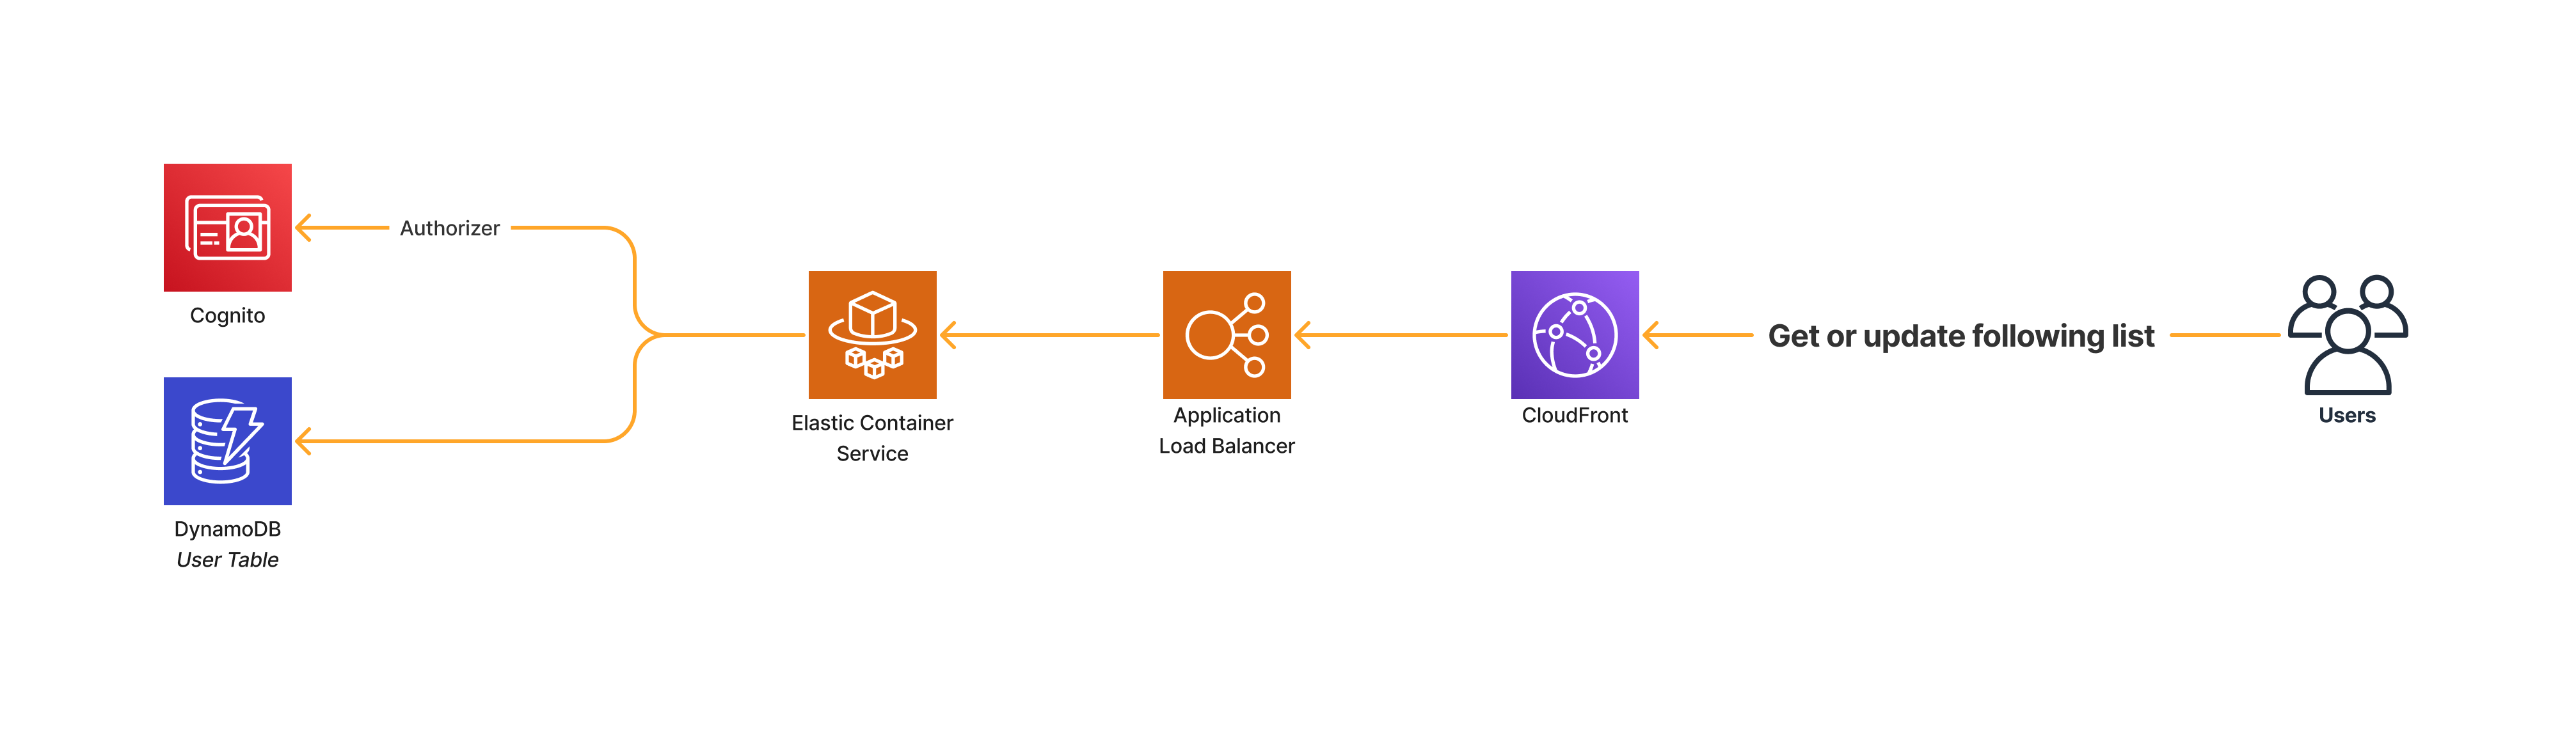 Authorizer
Cognito
DynamoDB
User Table
Elastic Container
Service
Application
Load Balancer
CloudFront
Get or update following list
Users